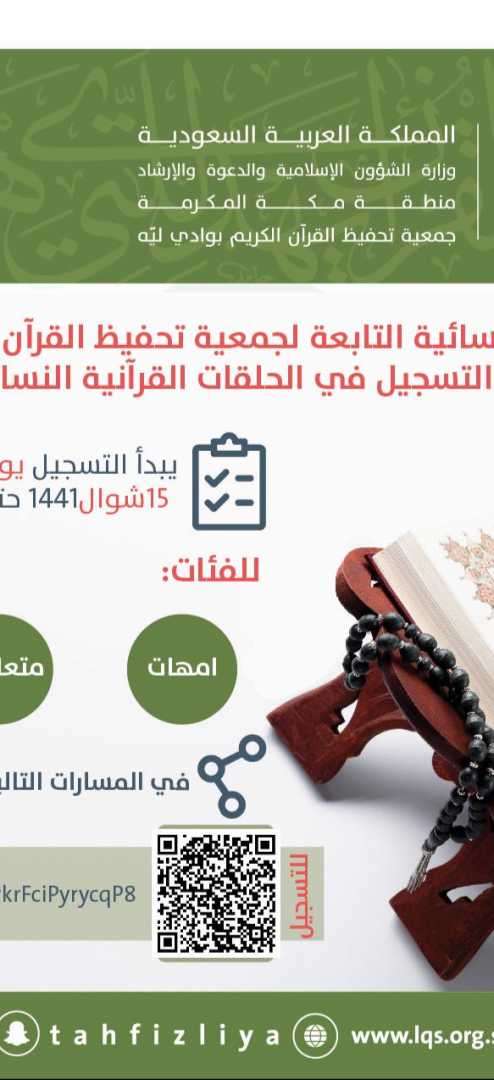 المملكة العربية السعودية
وزارة الشؤون الإسلامية والدعوة والإرشاد
منطقة مكة المكرمة
جمعية تحفيظ القرآن الكريم بوادي ليّه
سائية التابعة لجمعية تحفيظ القرآن
التسجيل في الحلقات القرآنية النسا
يبدأ التسجيل يو
15شوال1441 حت
للفئات:
امهات
متعا
في المسارات التالي
للتسجيل
krFciPyrycqP8
tahfizliya
www.lqs.org.s